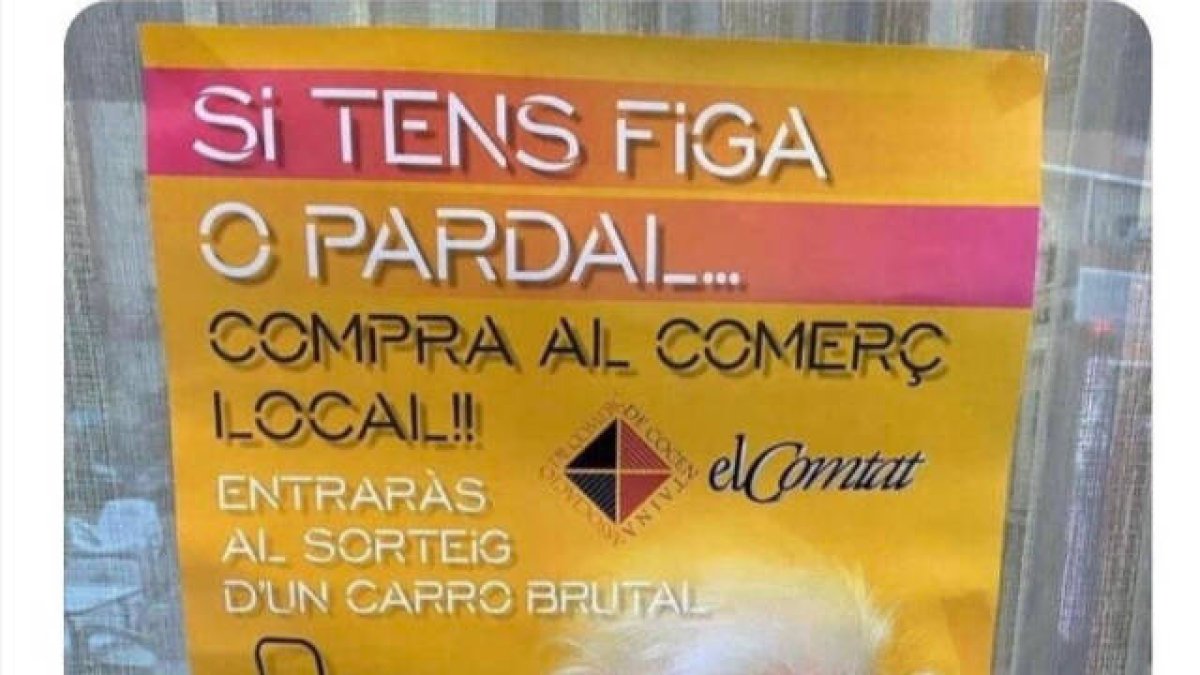 Si TENS FiGA
O PARDAL...
COMPRA AL COMERÇ
LOCAL!!
elComtat
ENTRARÀS
AL SORTEiG
D'UN CARRO BRUTAL